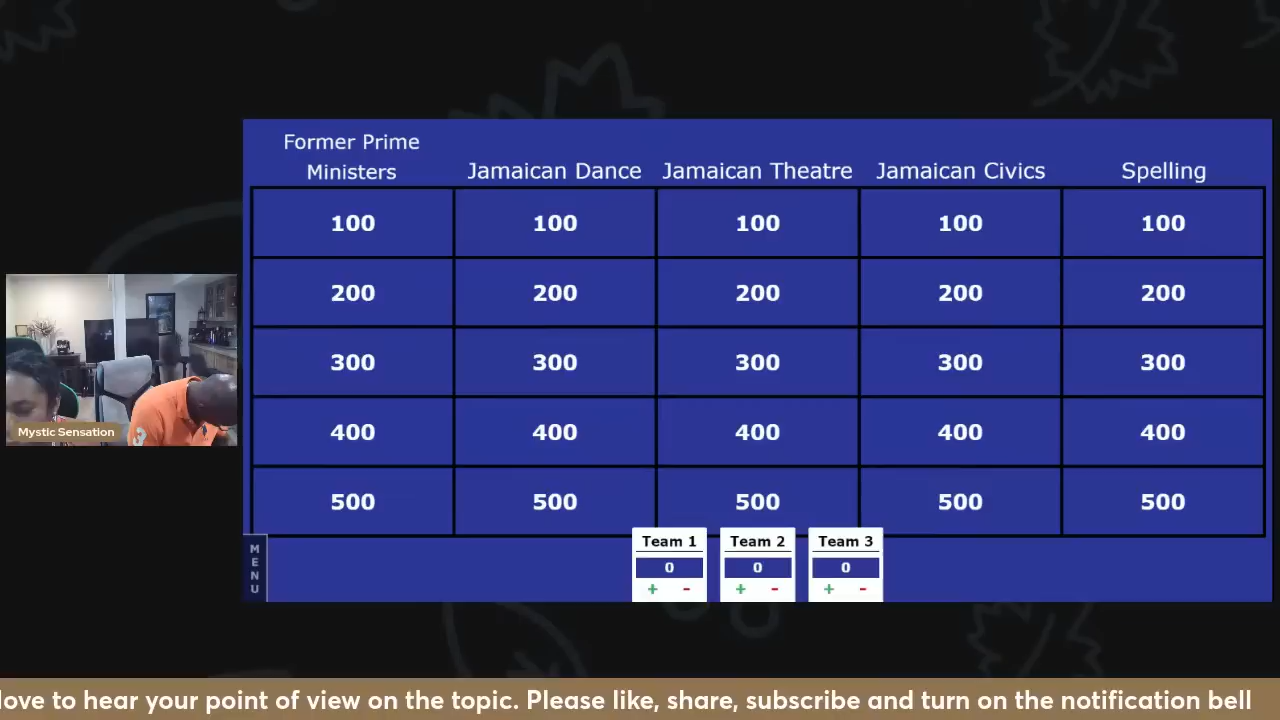 Former Prime
Ministers
Jamaican Dance
Jamaican Theatre
Jamaican Civics
Spelling
100 100 100 100 100
200 200 200 200 200
300 300 300 300 300
400 400 400 400 400
500 500 500 500 500
Mystic Sensation
MENU
Team 1 Team 2 Team 3
0 0 0
+ - + - + -
love to hear your point of view on the topic. Please like, share, subscribe and turn on the notification bell